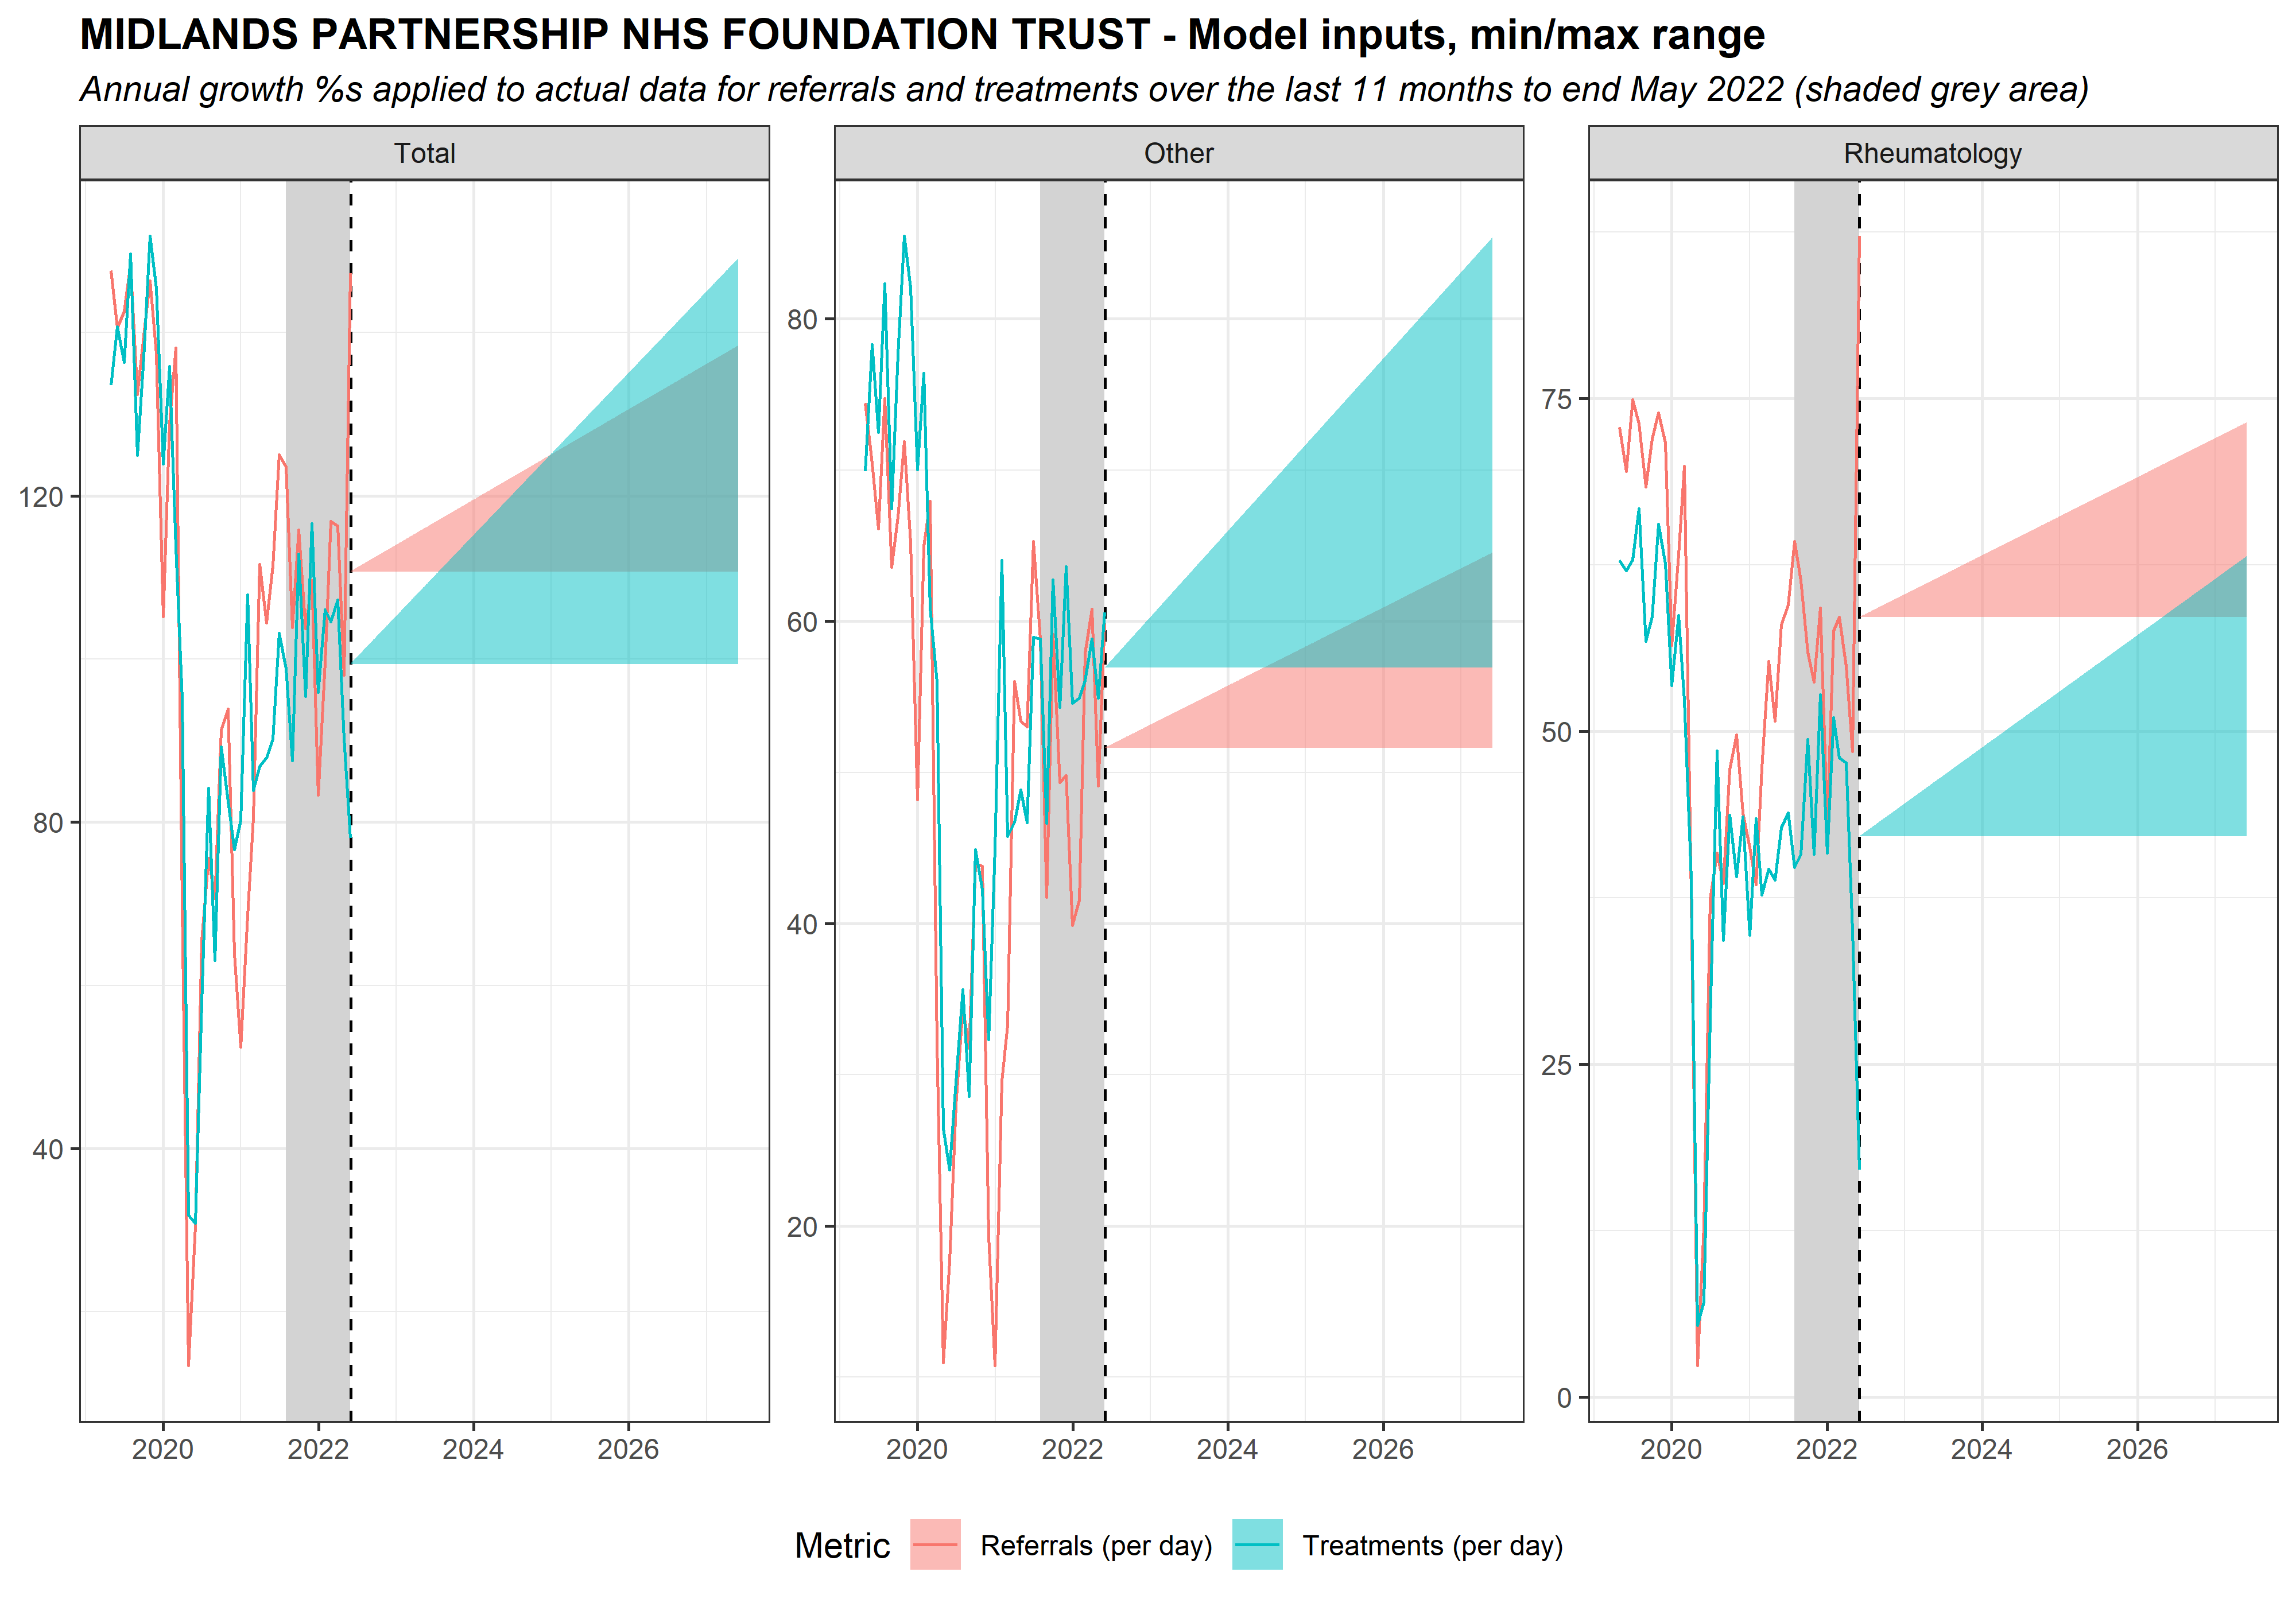 MIDLANDS PARTNERSHIP NHS FOUNDATION TRUST - Model inputs, min/max range
Annual growth %s applied to actual data for referrals and treatments over the last 11 months to end May 2022 (shaded grey area)
Total
Other
Rheumatology
120
80
40
80
60
40
20
75
50
25
0
2020 2022 2024 2026
2020 2022 2024 2026
2020 2022 2024 2026
Metric Referrals (per day) Treatments (per day)